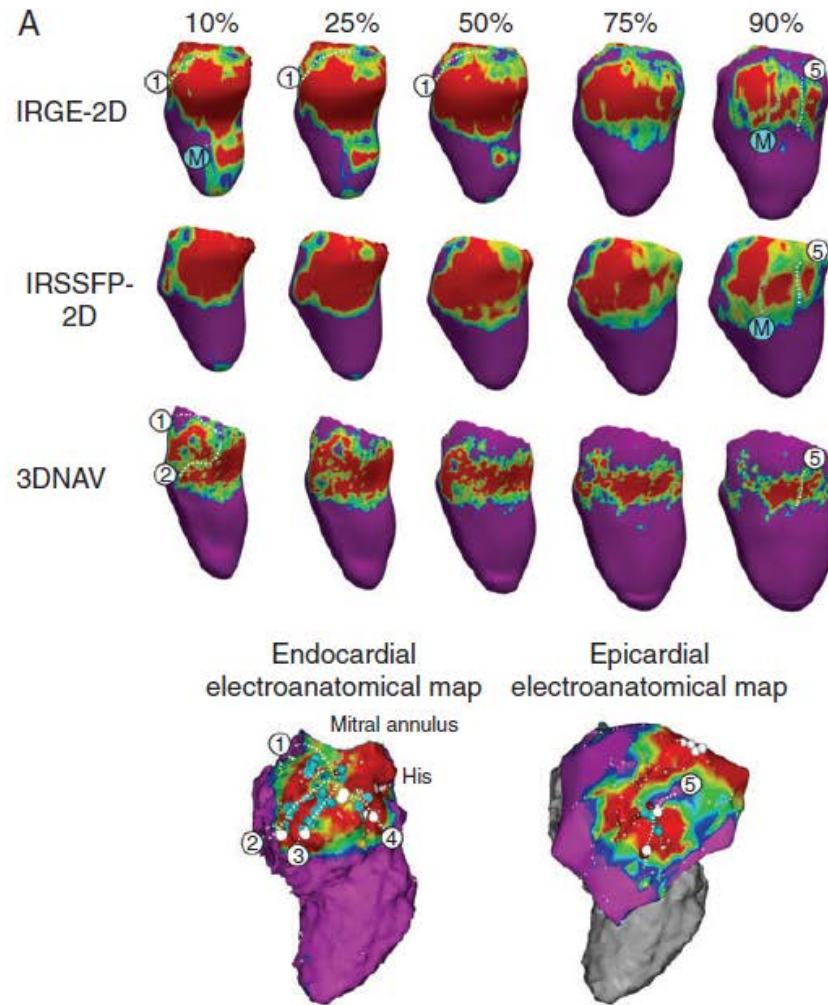 A
10% 25% 50% 75% 90%
1 1 1 5
IRGE-2D
M M
5
IRSSFP-
2D
M
1
2 5
3DNAV
Endocardial Epicardial
electroanatomical map electroanatomical map
Mitral annulus
1
His
5
2 3 4